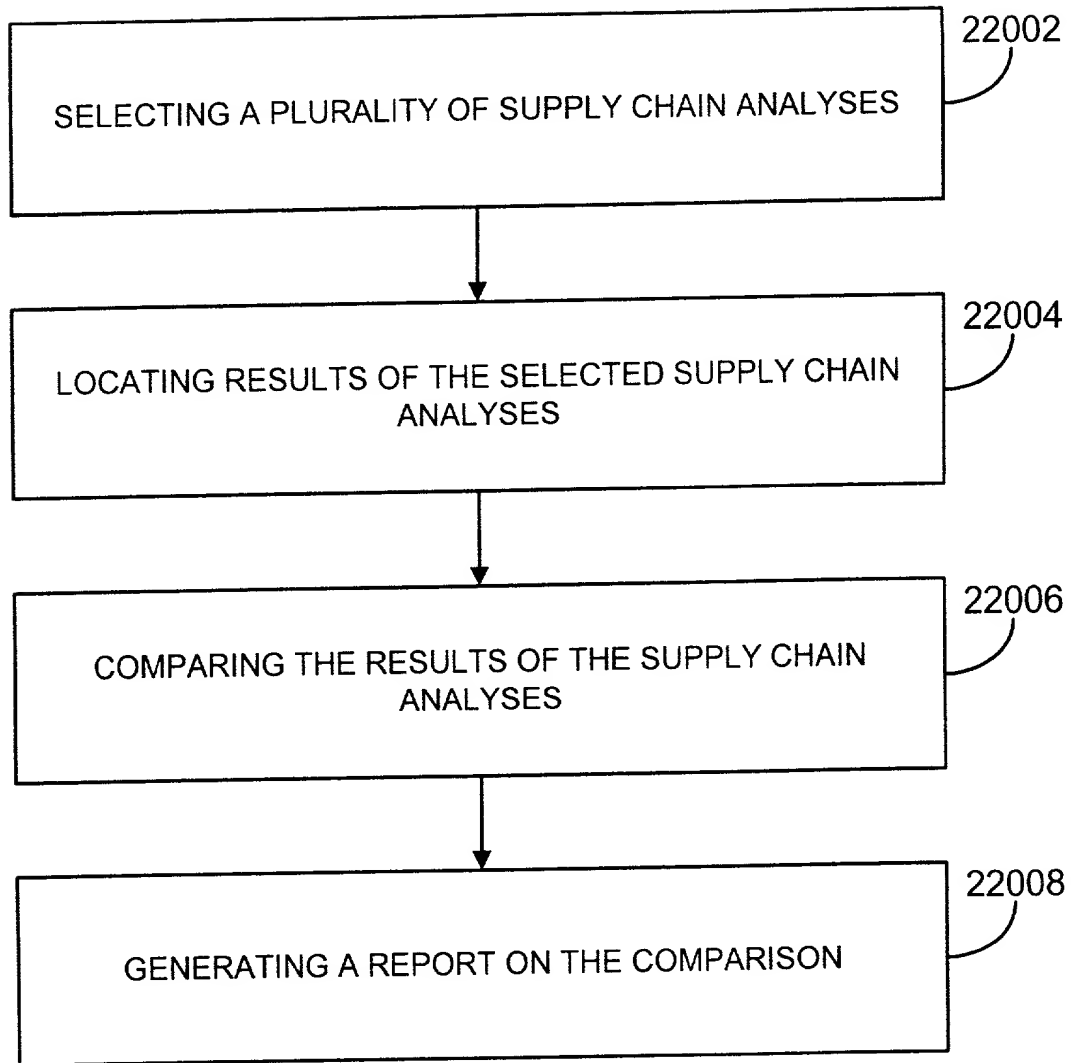 22002
SELECTING A PLURALITY OF SUPPLY CHAIN ANALYSES
22004
LOCATING RESULTS OF THE SELECTED SUPPLY CHAIN
ANALYSES
22006
COMPARING THE RESULTS OF THE SUPPLY CHAIN
ANALYSES
22008
GENERATING A REPORT ON THE COMPARISON